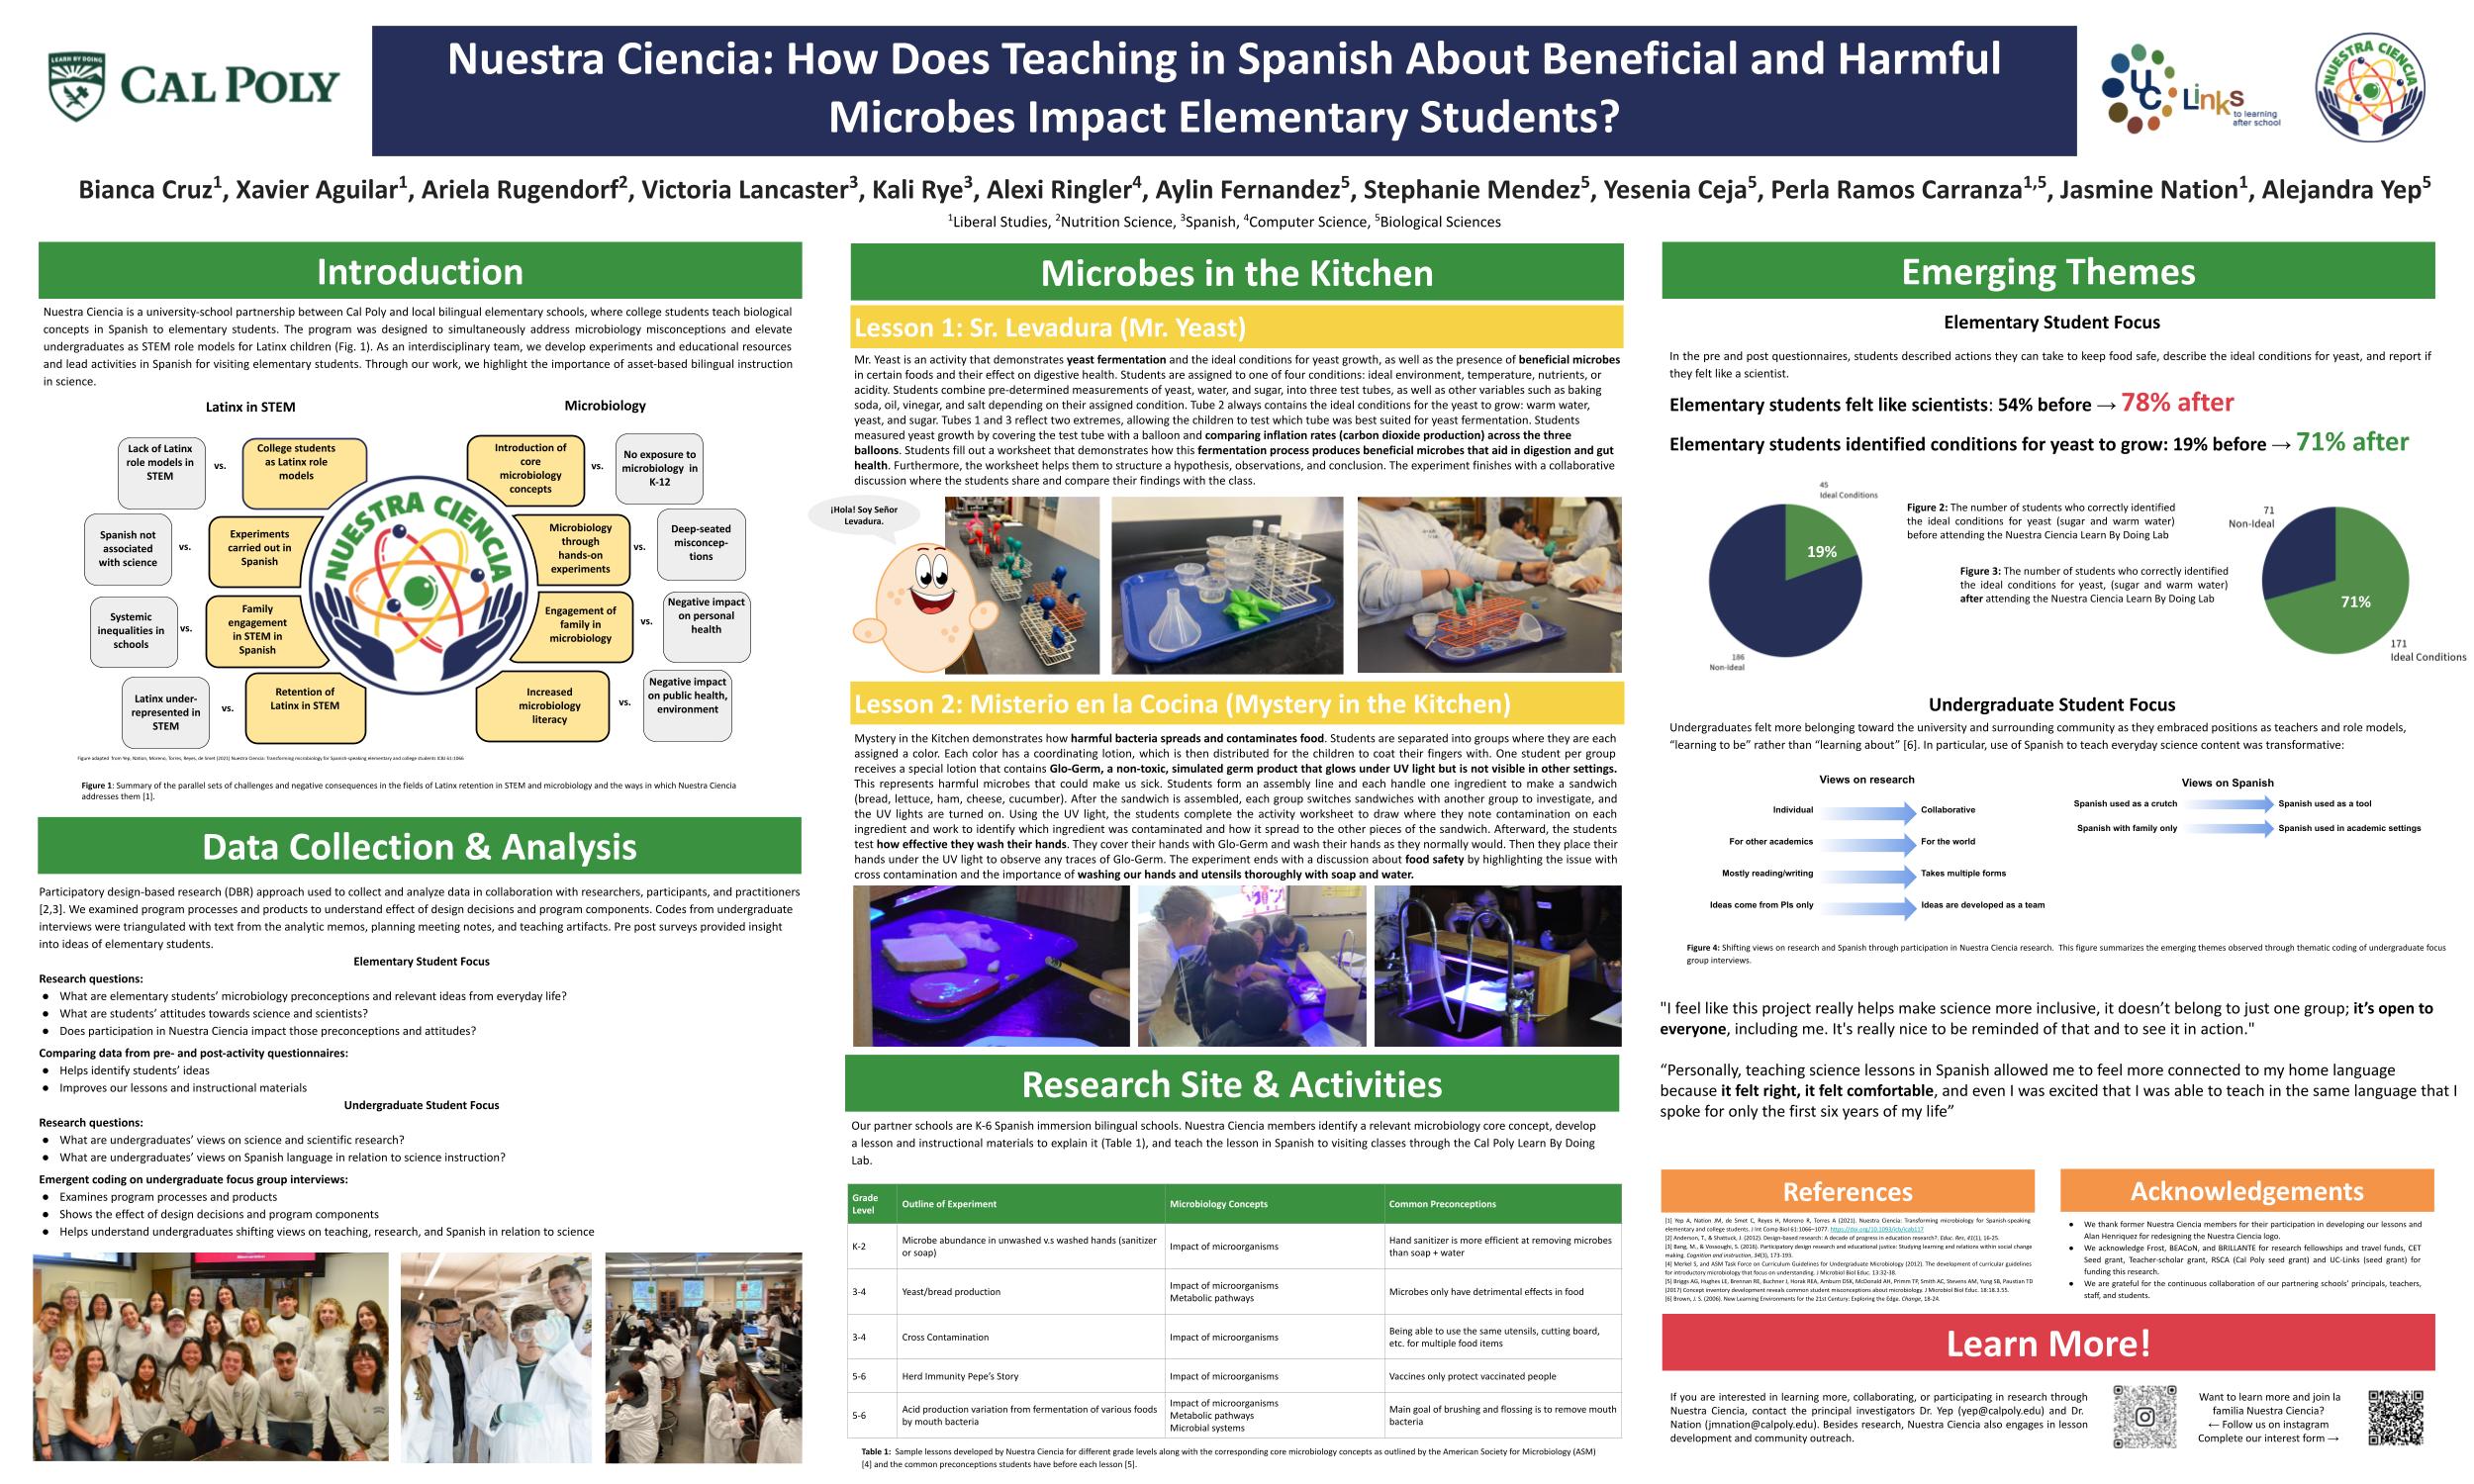 LEARN BY DOING
CAL POLY
Nuestra Ciencia: How Does Teaching in Spanish About Beneficial and Harmful
Microbes Impact Elementary Students?
UC Links
to learning
after school
NUESTRA CIENCIA
Bianca Cruz1, Xavier Aguilar1, Ariela Rugendorf2, Victoria Lancaster3, Kali Rye3, Alexi Ringler4, Aylin Fernandez5, Stephanie Mendez5, Yesenia Ceja5, Perla Ramos Carranza1,5, Jasmine Nation1, Alejandra Yep5
1Liberal Studies, 2Nutrition Science, 3Spanish, 4Computer Science, 5Biological Sciences
Introduction
Nuestra Ciencia is a university-school partnership between Cal Poly and local bilingual elementary schools, where college students teach biological
concepts in Spanish to elementary students. The program was designed to simultaneously address microbiology misconceptions and elevate
undergraduates as STEM role models for Latinx children (Fig. 1). As an interdisciplinary team, we develop experiments and educational resources
and lead activities in Spanish for visiting elementary students. Through our work, we highlight the importance of asset-based bilingual instruction
in science.
Latinx in STEM
Microbiology
Lack of Latinx
role models in
STEM
vs.
College students
as Latinx role
models
Introduction of
core
microbiology
concepts
vs.
No exposure to
microbiology in
K-12
Spanish not
associated
with science
vs.
Experiments
carried out in
Spanish
Microbiology
through
hands-on
experiments
vs.
Deep-seated
misconcep-
tions
Systemic
inequalities in
schools
vs.
Family
engagement
in STEM in
Spanish
Engagement of
family in
microbiology
vs.
Negative impact
on personal
health
Latinx under-
represented in
STEM
vs.
Retention of
Latinx in STEM
Increased
microbiology
literacy
vs.
Negative impact
on public health,
environment
NUESTRA CIENCIA
Figure adapted from Yep, Nation, Moreno, Torres, Reyes, de Smet (2021) Nuestra Ciencia: Transforming microbiology for Spanish-speaking elementary and college students ICBJ 61:1066
Figure 1: Summary of the parallel sets of challenges and negative consequences in the fields of Latinx retention in STEM and microbiology and the ways in which Nuestra Ciencia
addresses them [1].
Data Collection & Analysis
Participatory design-based research (DBR) approach used to collect and analyze data in collaboration with researchers, participants, and practitioners
[2,3]. We examined program processes and products to understand effect of design decisions and program components. Codes from undergraduate
interviews were triangulated with text from the analytic memos, planning meeting notes, and teaching artifacts. Pre post surveys provided insight
into ideas of elementary students.
Elementary Student Focus
Research questions:
● What are elementary students’ microbiology preconceptions and relevant ideas from everyday life?
● What are students’ attitudes towards science and scientists?
● Does participation in Nuestra Ciencia impact those preconceptions and attitudes?
Comparing data from pre- and post-activity questionnaires:
● Helps identify students’ ideas
● Improves our lessons and instructional materials
Undergraduate Student Focus
Research questions:
● What are undergraduates’ views on science and scientific research?
● What are undergraduates’ views on Spanish language in relation to science instruction?
Emergent coding on undergraduate focus group interviews:
● Examines program processes and products
● Shows the effect of design decisions and program components
● Helps understand undergraduates shifting views on teaching, research, and Spanish in relation to science
Microbes in the Kitchen
Lesson 1: Sr. Levadura (Mr. Yeast)
Mr. Yeast is an activity that demonstrates yeast fermentation and the ideal conditions for yeast growth, as well as the presence of beneficial microbes
in certain foods and their effect on digestive health. Students are assigned to one of four conditions: ideal environment, temperature, nutrients, or
acidity. Students combine pre-determined measurements of yeast, water, and sugar, into three test tubes, as well as other variables such as baking
soda, oil, vinegar, and salt depending on their assigned condition. Tube 2 always contains the ideal conditions for the yeast to grow: warm water,
yeast, and sugar. Tubes 1 and 3 reflect two extremes, allowing the children to test which tube was best suited for yeast fermentation. Students
measured yeast growth by covering the test tube with a balloon and comparing inflation rates (carbon dioxide production) across the three
balloons. Students fill out a worksheet that demonstrates how this fermentation process produces beneficial microbes that aid in digestion and gut
health. Furthermore, the worksheet helps them to structure a hypothesis, observations, and conclusion. The experiment finishes with a collaborative
discussion where the students share and compare their findings with the class.
¡Hola! Soy Señor
Levadura.
Lesson 2: Misterio en la Cocina (Mystery in the Kitchen)
Mystery in the Kitchen demonstrates how harmful bacteria spreads and contaminates food. Students are separated into groups where they are each
assigned a color. Each color has a coordinating lotion, which is then distributed for the children to coat their fingers with. One student per group
receives a special lotion that contains Glo-Germ, a non-toxic, simulated germ product that glows under UV light but is not visible in other settings.
This represents harmful microbes that could make us sick. Students form an assembly line and each handle one ingredient to make a sandwich
(bread, lettuce, ham, cheese, cucumber). After the sandwich is assembled, each group switches sandwiches with another group to investigate, and
the UV lights are turned on. Using the UV light, the students complete the activity worksheet to draw where they note contamination on each
ingredient and work to identify which ingredient was contaminated and how it spread to the other pieces of the sandwich. Afterward, the students
test how effective they wash their hands. They cover their hands with Glo-Germ and wash their hands as they normally would. Then they place their
hands under the UV light to observe any traces of Glo-Germ. The experiment ends with a discussion about food safety by highlighting the issue with
cross contamination and the importance of washing our hands and utensils thoroughly with soap and water.
Research Site & Activities
Our partner schools are K-6 Spanish immersion bilingual schools. Nuestra Ciencia members identify a relevant microbiology core concept, develop
a lesson and instructional materials to explain it (Table 1), and teach the lesson in Spanish to visiting classes through the Cal Poly Learn By Doing
Lab.
Grade Level Outline of Experiment Microbiology Concepts Common Preconceptions
K-2 Microbe abundance in unwashed v.s washed hands (sanitizer or soap) Impact of microorganisms Hand sanitizer is more efficient at removing microbes than soap + water
3-4 Yeast/bread production Impact of microorganisms Metabolic pathways Microbes only have detrimental effects in food
3-4 Cross Contamination Impact of microorganisms Being able to use the same utensils, cutting board, etc. for multiple food items
5-6 Herd Immunity Pepe’s Story Impact of microorganisms Vaccines only protect vaccinated people
5-6 Acid production variation from fermentation of various foods by mouth bacteria Impact of microorganisms Metabolic pathways Microbial systems Main goal of brushing and flossing is to remove mouth bacteria
Table 1: Sample lessons developed by Nuestra Ciencia for different grade levels along with the corresponding core microbiology concepts as outlined by the American Society for Microbiology (ASM)
[4] and the common preconceptions students have before each lesson [5].
Emerging Themes
Elementary Student Focus
In the pre and post questionnaires, students described actions they can take to keep food safe, describe the ideal conditions for yeast, and report if
they felt like a scientist.
Elementary students felt like scientists: 54% before → 78% after
Elementary students identified conditions for yeast to grow: 19% before → 71% after
45
Ideal Conditions
19%
186
Non-Ideal
Figure 2: The number of students who correctly identified
the ideal conditions for yeast (sugar and warm water)
before attending the Nuestra Ciencia Learn By Doing Lab
Figure 3: The number of students who correctly identified
the ideal conditions for yeast, (sugar and warm water)
after attending the Nuestra Ciencia Learn By Doing Lab
71
Non-Ideal
71%
171
Ideal Conditions
Undergraduate Student Focus
Undergraduates felt more belonging toward the university and surrounding community as they embraced positions as teachers and role models,
“learning to be” rather than “learning about” [6]. In particular, use of Spanish to teach everyday science content was transformative:
Views on research
Individual Collaborative
For other academics For the world
Mostly reading/writing Takes multiple forms
Ideas come from PIs only Ideas are developed as a team
Views on Spanish
Spanish used as a crutch Spanish used as a tool
Spanish with family only Spanish used in academic settings
Figure 4: Shifting views on research and Spanish through participation in Nuestra Ciencia research. This figure summarizes the emerging themes observed through thematic coding of undergraduate focus
group interviews.
"I feel like this project really helps make science more inclusive, it doesn’t belong to just one group; it’s open to
everyone, including me. It's really nice to be reminded of that and to see it in action."
“Personally, teaching science lessons in Spanish allowed me to feel more connected to my home language
because it felt right, it felt comfortable, and even I was excited that I was able to teach in the same language that I
spoke for only the first six years of my life”
References
[1] Yep A, Nation JM, de Smet C, Reyes H, Moreno R, Torres A (2021). Nuestra Ciencia: Transforming microbiology for Spanish-speaking
elementary and college students. J Int Comp Biol 61:1066–1077. https://doi.org/10.1093/icb/icab117
[2] Anderson, T., & Shattuck, J. (2012). Design-based research: A decade of progress in education research?. Educ. Res, 41(1), 16-25.
[3] Bang, M., & Vossoughi, S. (2016). Participatory design research and educational justice: Studying learning and relations within social change
making. Cognition and instruction, 34(3), 173-193.
[4] Merkel S, and ASM Task Force on Curriculum Guidelines for Undergraduate Microbiology (2012). The development of curricular guidelines
for introductory microbiology that focus on understanding. J Microbiol Biol Educ. 13:32-38.
[5] Briggs AG, Hughes LE, Brennan RE, Buchner J, Horak REA, Amburn DSK, McDonald AH, Primm TP, Smith AC, Stevens AM, Yung SB, Paustian TD
(2017) Concept inventory development reveals common student misconceptions about microbiology. J Microbiol Biol Educ. 18:18.3.55.
[6] Brown, J. S. (2006). New Learning Environments for the 21st Century: Exploring the Edge. Change, 18-24.
Acknowledgements
● We thank former Nuestra Ciencia members for their participation in developing our lessons and
Alan Henriquez for redesigning the Nuestra Ciencia logo.
● We acknowledge Frost, BEACoN, and BRILLANTE for research fellowships and travel funds, CET
Seed grant, Teacher-scholar grant, RSCA (Cal Poly seed grant) and UC-Links (seed grant) for
funding this research.
● We are grateful for the continuous collaboration of our partnering schools’ principals, teachers,
staff, and students.
Learn More!
If you are interested in learning more, collaborating, or participating in research through
Nuestra Ciencia, contact the principal investigators Dr. Yep (yep@calpoly.edu) and Dr.
Nation (jmnation@calpoly.edu). Besides research, Nuestra Ciencia also engages in lesson
development and community outreach.
Want to learn more and join la
familia Nuestra Ciencia?
← Follow us on instagram
Complete our interest form →